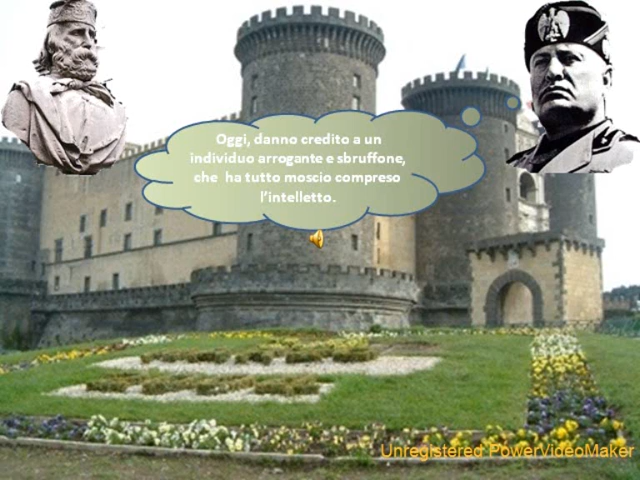 Oggi, danno credito a un
individuo arrogante e sbruffone,
che ha tutto moscio compreso
l'intelletto.
Unregistered PowerVideoMaker